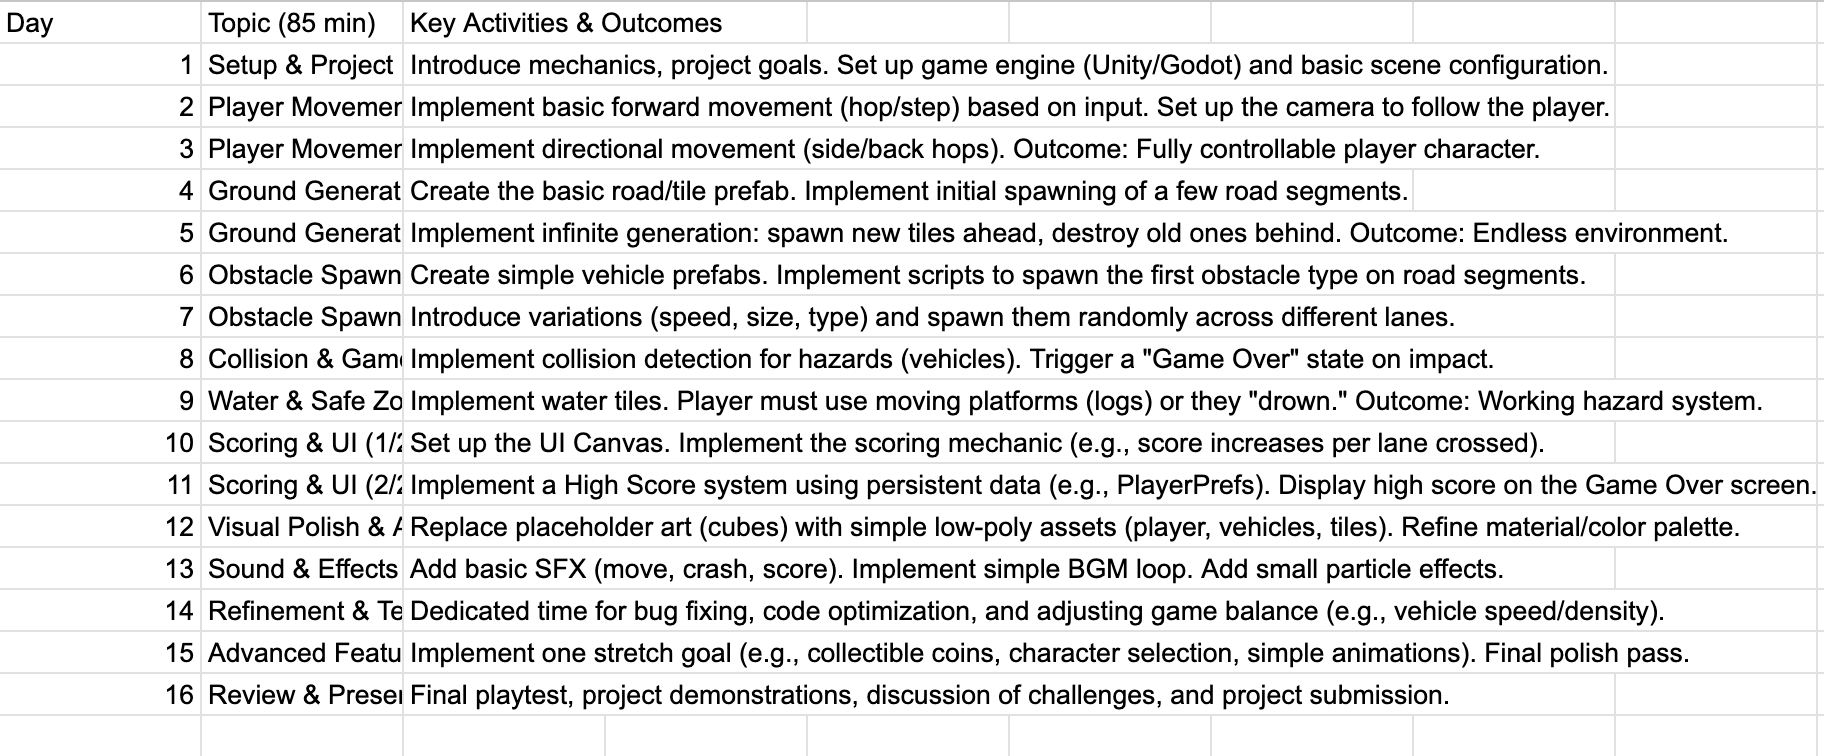 Day Topic (85 min) Key Activities & Outcomes
1 Setup & Project Introduce mechanics, project goals. Set up game engine (Unity/Godot) and basic scene configuration.
2 Player Implement basic forward movement (hop/step) based on input. Set up the camera to follow the player.
3 Player Implement directional movement (side/back hops). Outcome: Fully controllable player character.
4 Ground Generat Create the basic road/tile prefab. Implement initial spawning of a few road segments.
5 Ground Generat Implement infinite generation: spawn new tiles ahead, destroy old ones behind. Outcome: Endless environment.
6 Obstacle Spawn Create simple vehicle prefabs. Implement scripts to spawn the first obstacle type on road segments.
7 Obstacle Spawn Introduce variations (speed, size, type) and spawn them randomly across different lanes.
8 Collision & Implement collision detection for hazards (vehicles). Trigger a "Game Over" state on impact.
9 Water & Safe Zo Implement water tiles. Player must use moving platforms (logs) or they "drown." Outcome: Working hazard system.
10 Scoring & UI Set up the UI Canvas. Implement the scoring mechanic (e.g., score increases per lane crossed).
11 Scoring & UI Implement a High Score system using persistent data (e.g., PlayerPrefs). Display high score on the Game Over screen.
12 Visual Polish & Replace placeholder art (cubes) with simple low-poly assets (player, vehicles, tiles). Refine material/color palette.
13 Sound & Effects Add basic SFX (move, crash, score). Implement simple BGM loop. Add small particle effects.
14 Refinement & Te Dedicated time for bug fixing, code optimization, and adjusting game balance (e.g., vehicle speed/density).
15 Advanced Featu Implement one stretch goal (e.g., collectible coins, character selection, simple animations). Final polish pass.
16 Review & Final playtest, project demonstrations, discussion of challenges, and project submission.